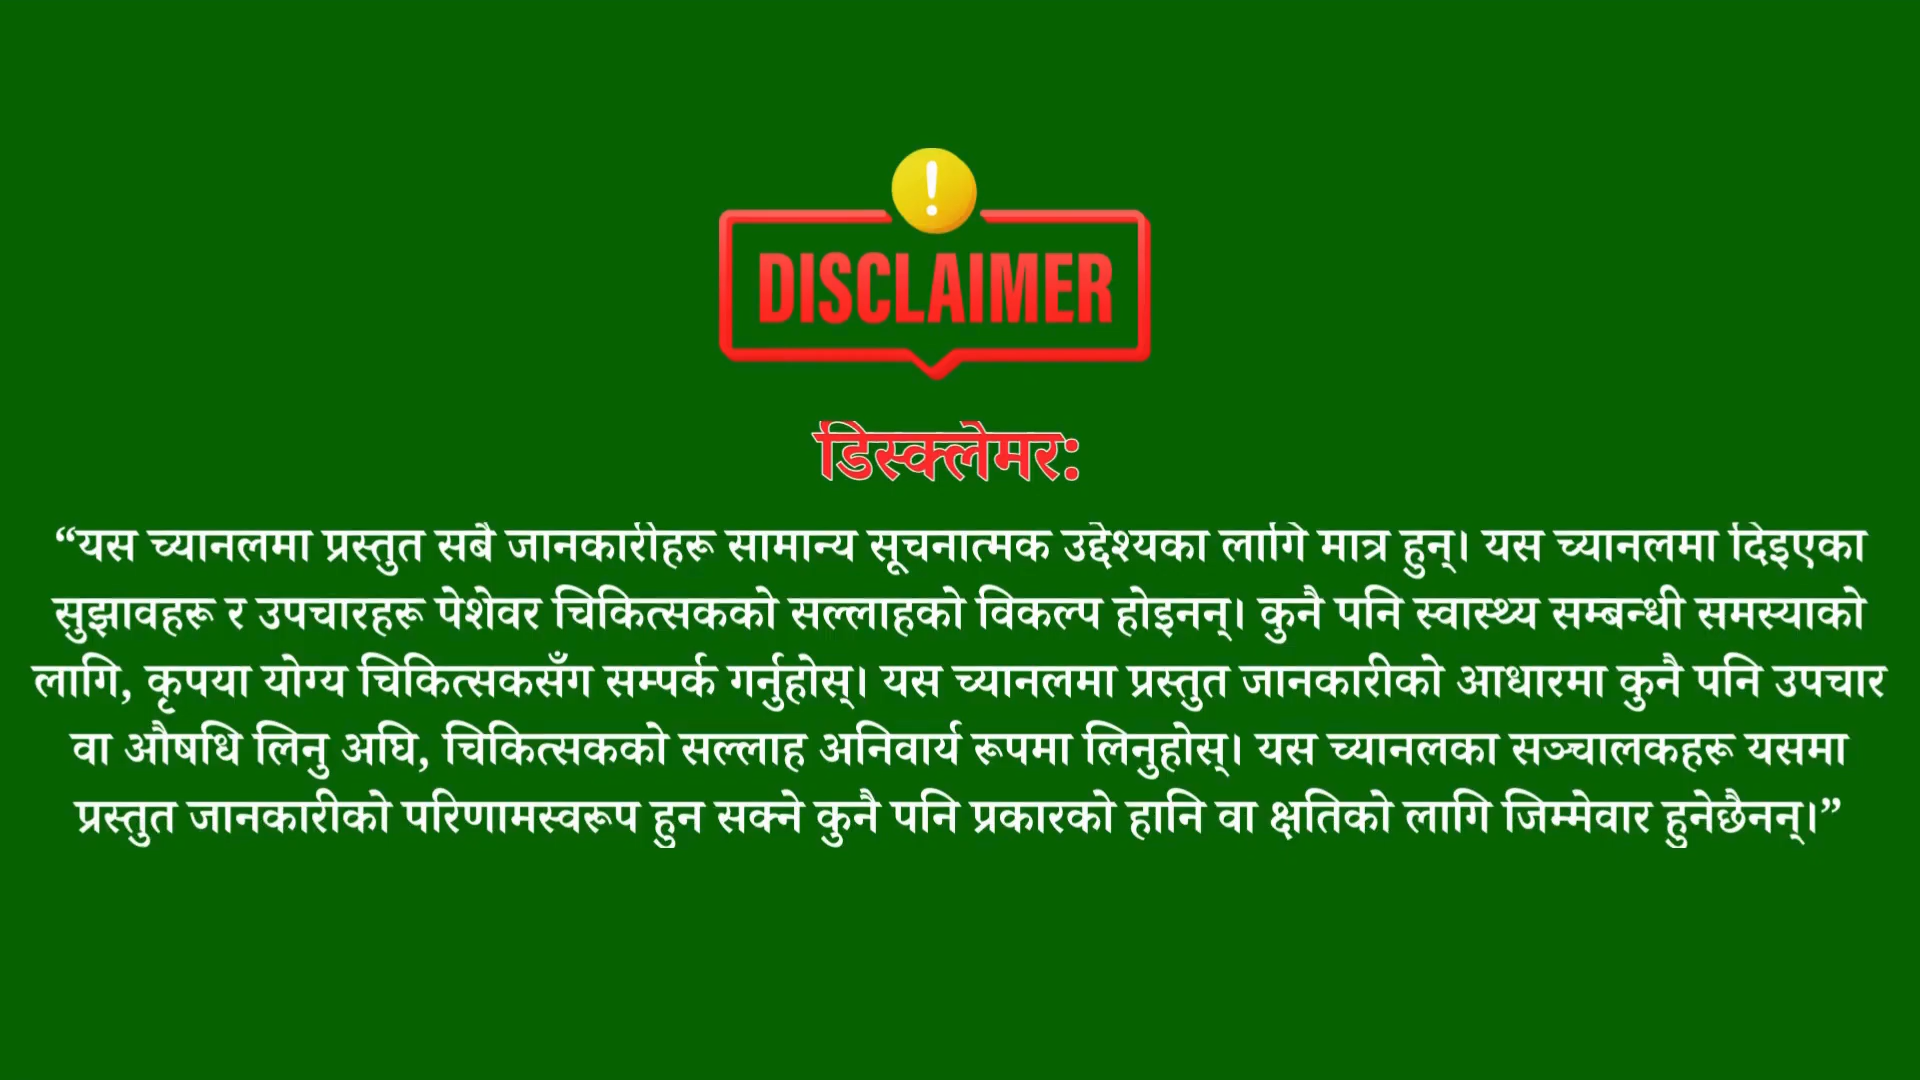 !
DISCLAIMER
डिस्क्लेमर:
“यस च्यानलमा प्रस्तुत सबै जानकारीहरू सामान्य सूचनात्मक उद्देश्यका लागि मात्र हुन्। यस च्यानलमा दिइएका
सुझावहरू र उपचारहरू पेशेवर चिकित्सकको सल्लाहको विकल्प होइनन्। कुनै पनि स्वास्थ्य सम्बन्धी समस्याको
लागि, कृपया योग्य चिकित्सकसँग सम्पर्क गर्नुहोस्। यस च्यानलमा प्रस्तुत जानकारीको आधारमा कुनै पनि उपचार
वा औषधि लिनु अघि, चिकित्सकको सल्लाह अनिवार्य रूपमा लिनुहोस्। यस च्यानलका सञ्चालकहरू यसमा
प्रस्तुत जानकारीको परिणामस्वरूप हुन सक्ने कुनै पनि प्रकारको हानि वा क्षतिको लागि जिम्मेवार हुनेछैनन्।”